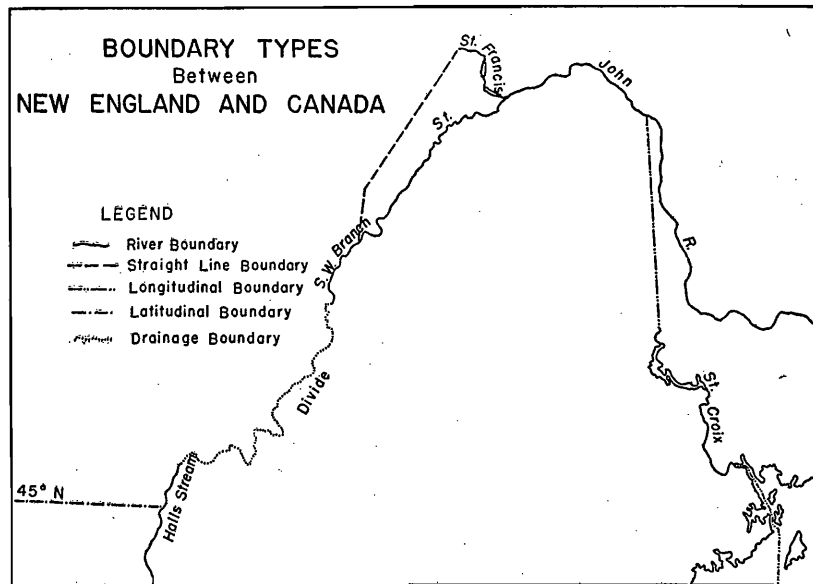 BOUNDARY TYPES
Between
NEW ENGLAND AND CANADA
LEGEND
River Boundary
Straight Line Boundary
Longitudinal Boundary
Latitudinal Boundary
Drainage Boundary
St. Francis
St. John R.
S.W. Branch
Divide
St. Croix
45° N
Halls Stream